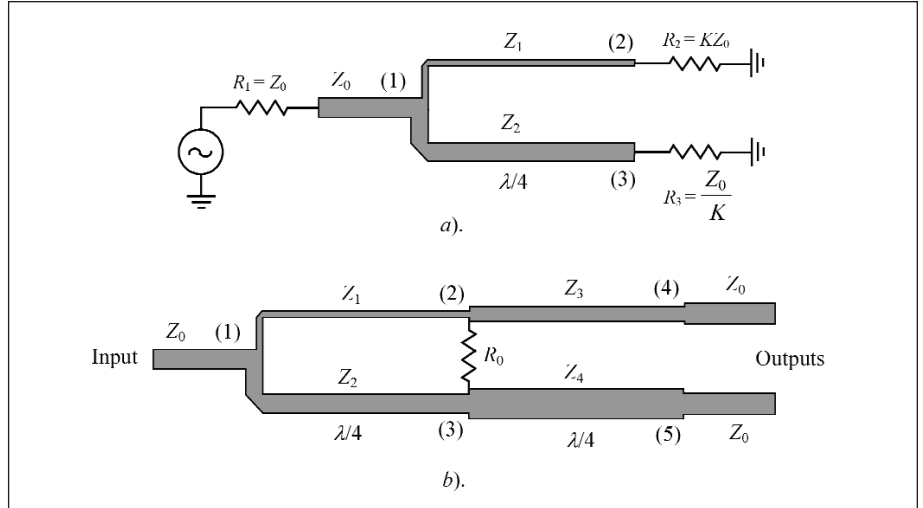 Z₁ (2) R₂ = KZ₀
R₁ = Z₀ Z₀ (1)
Z₂
λ/4 (3) R₃ = Z₀/K
a).
Z₁ (2) Z₃ (4) Z₀
Z₀ (1)
Input R₀ Outputs
Z₂ Z₄
λ/4 (3) λ/4 (5) Z₀
b).